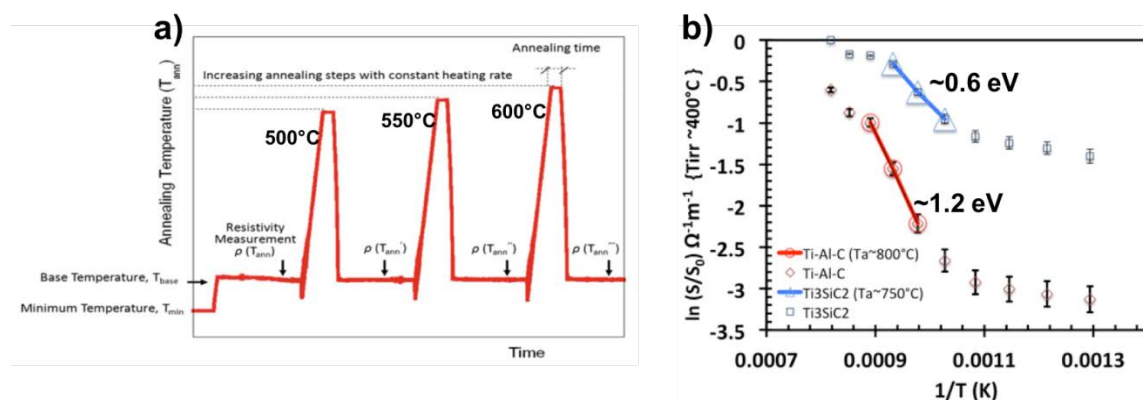 a)
Annealing Temperature (Tann)
Annealing time
Increasing annealing steps with constant heating rate
500°C
550°C
600°C
Resistivity
Measurement
ρ (Tann)
ρ (Tann')
ρ (Tann'')
ρ (Tann''')
Base Temperature, Tbase
Minimum Temperature, Tmin
Time
b)
ln (S/S0) Ω-1m-1 {Tirr ~400°C}
0
-0.5
-1
-1.5
-2
-2.5
-3
-3.5
~0.6 eV
~1.2 eV
Ti-Al-C (Ta~800°C)
Ti-Al-C
Ti3SiC2 (Ta~750°C)
Ti3SiC2
0.0007 0.0009 0.0011 0.0013
1/T (K)